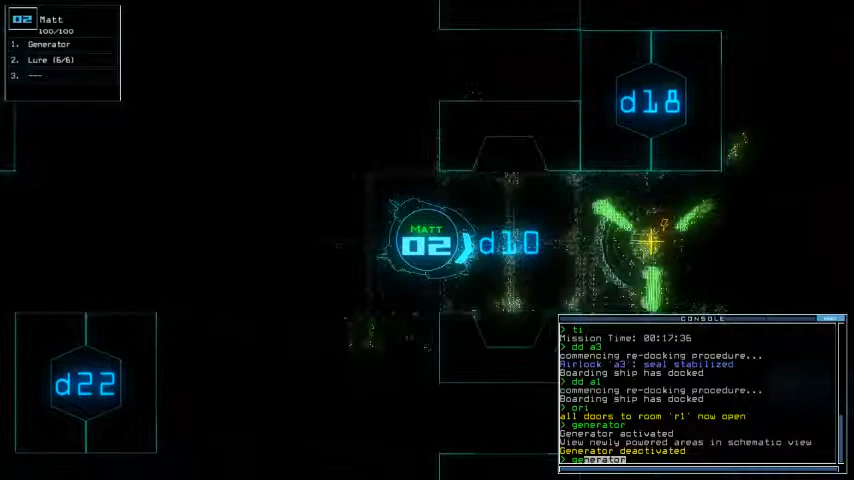 02 Matt
100/100
1. Generator
2. Lure (6/6)
3. ---
d18
MATT
02 d10
d22
CONSOLE
> ti
Mission Time: 00:17:36
> dd a3
commencing re-docking procedure...
Airlock 'a3': seal stabilized
Boarding ship has docked
> dd a1
commencing re-docking procedure...
Boarding ship has docked
> ori
all doors to room 'r1' now open
> generator
Generator activated
View newly powered areas in schematic view
Generator deactivated
> generator